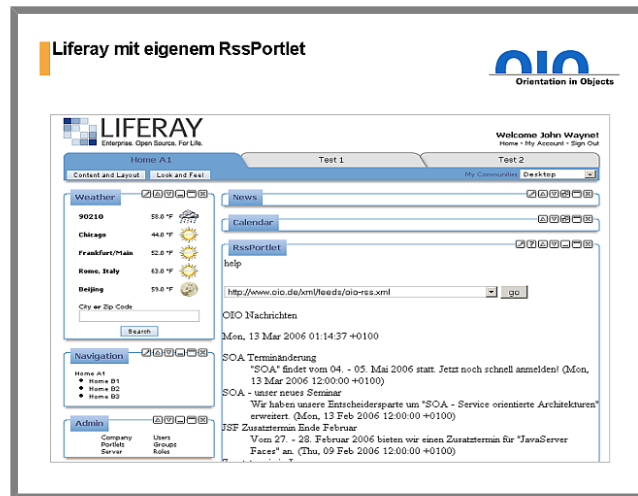 Liferay mit eigenem RssPortlet
OIO
Orientation in Objects
LIFERAY
Enterprise. Open Source. For Life.
Welcome John Wayne!
Home - My Account - Sign Out
Home A1
Test 1
Test 2
Content and Layout
Look and Feel
My Communities Desktop
Weather
90210 58.0 °F
Chicago 44.0 °F
Frankfurt/Main 52.0 °F
Rome, Italy 63.0 °F
Beijing 59.0 °F
City or Zip Code
Search
Navigation
Home A1
Home B1
Home B2
Home B3
Admin
Company Users
Portlets Groups
Server Roles
News
Calendar
RssPortlet
help
http://www.oio.de/xml/feeds/oio-rss.xml go
OIO Nachrichten
Mon, 13 Mar 2006 01:14:37 +0100
SOA Terminänderung
"SOA" findet vom 04. - 05. Mai 2006 statt. Jetzt noch schnell anmelden! (Mon,
13 Mar 2006 12:00:00 +0100)
SOA - unser neues Seminar
Wir haben unsere Entscheidersparte um "SOA - Service orientierte Architekturen"
erweitert. (Mon, 13 Feb 2006 12:00:00 +0100)
JSF Zusatztermin Ende Februar
Vom 27. - 28. Februar 2006 bieten wir einen Zusatztermin für "JavaServer
Faces" an. (Thu, 09 Feb 2006 12:00:00 +0100)